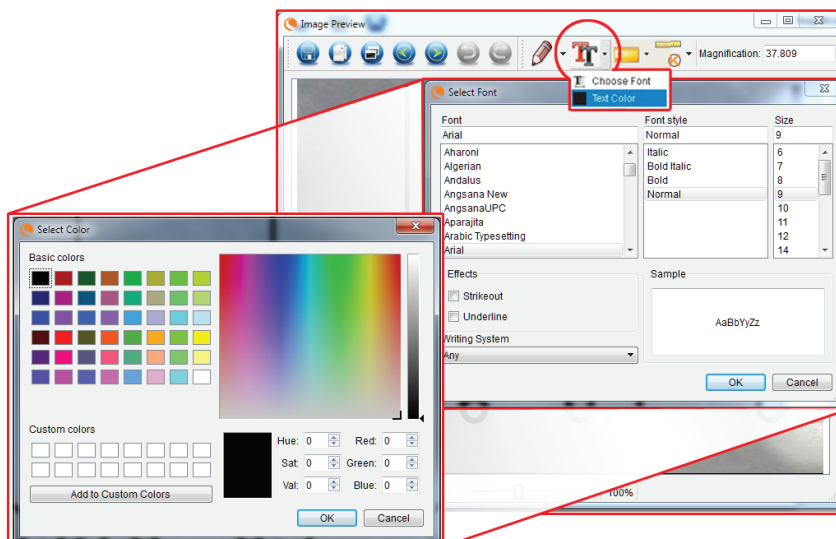 Image Preview
Magnification: 37.809
Choose Font
Text Color
Select Font
Font
Font style
Size
Arial
Normal
9
Aharoni
Italic
6
Algerian
Bold Italic
7
Andalus
Bold
8
Angsana New
Normal
9
AngsanaUPC
10
Aparajita
11
Arabic Typesetting
12
Arial
14
Effects
Sample
Strikeout
Underline
AaBbYyZz
Writing System
Any
OK
Cancel
100%
Select Color
Basic colors
Custom colors
Hue: 0
Red: 0
Sat: 0
Green: 0
Val: 0
Blue: 0
Add to Custom Colors
OK
Cancel